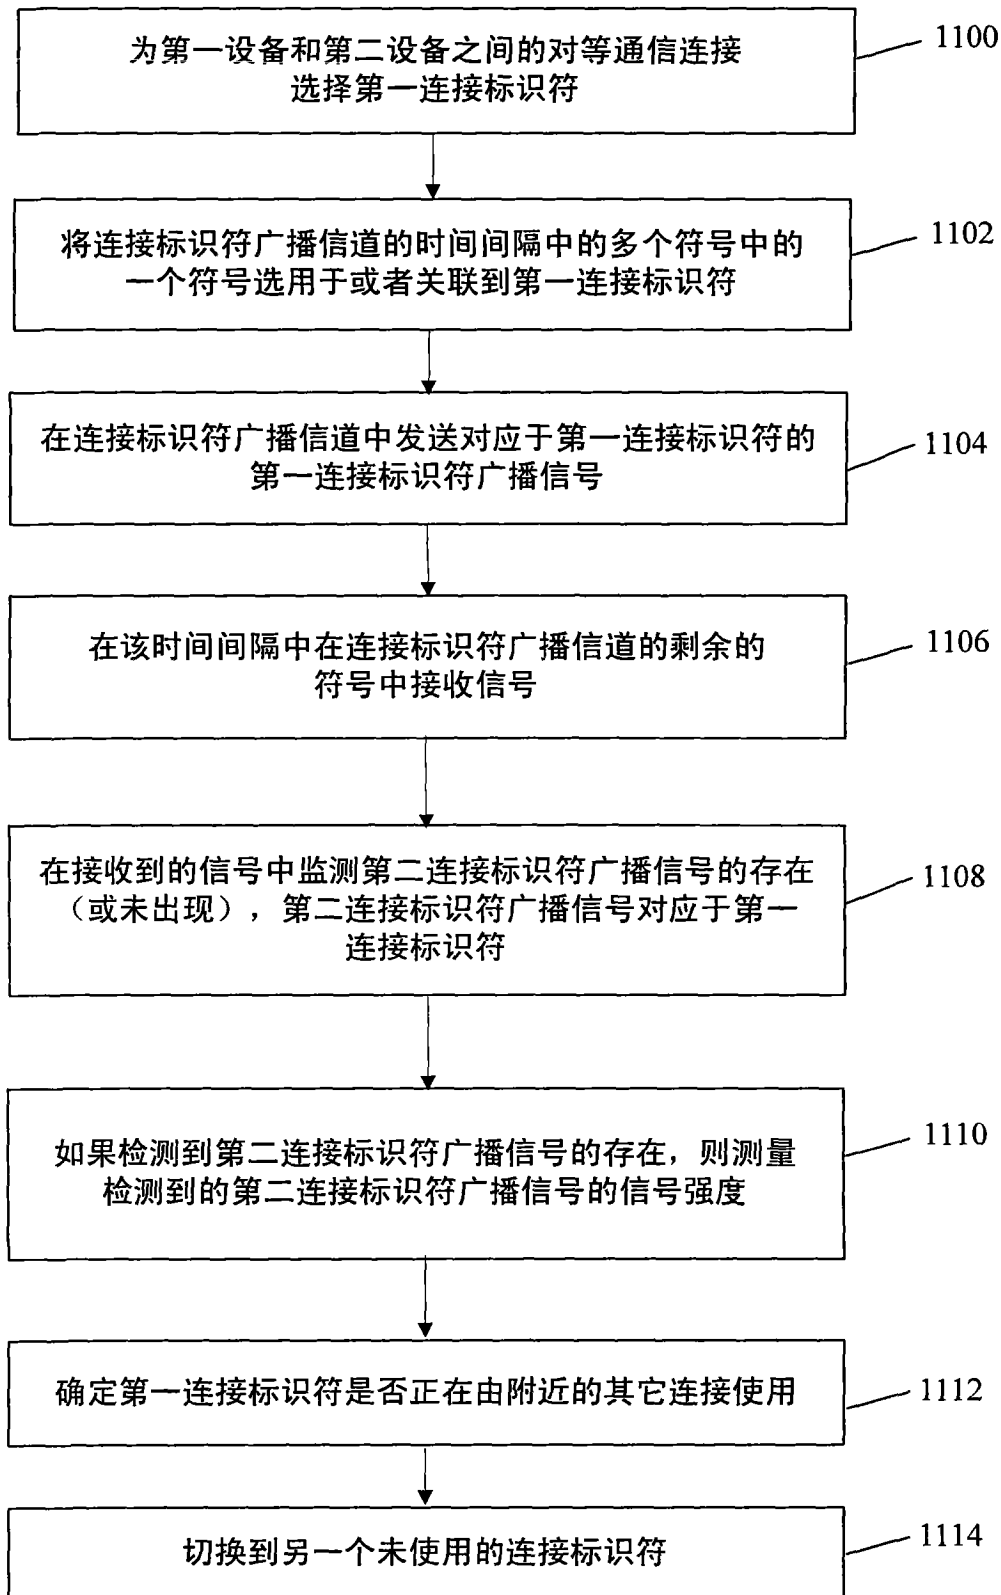 为第一设备和第二设备之间的对等通信连接
选择第一连接标识符
1100
将连接标识符广播信道的时间间隔中的多个符号中的
一个符号选用于或者关联到第一连接标识符
1102
在连接标识符广播信道中发送对应于第一连接标识符的
第一连接标识符广播信号
1104
在该时间间隔中在连接标识符广播信道的剩余的
符号中接收信号
1106
在接收到的信号中监测第二连接标识符广播信号的存在
（或未出现），第二连接标识符广播信号对应于第一
连接标识符
1108
如果检测到第二连接标识符广播信号的存在，则测量
检测到的第二连接标识符广播信号的信号强度
1110
确定第一连接标识符是否正在由附近的其它连接使用
1112
切换到另一个未使用的连接标识符
1114